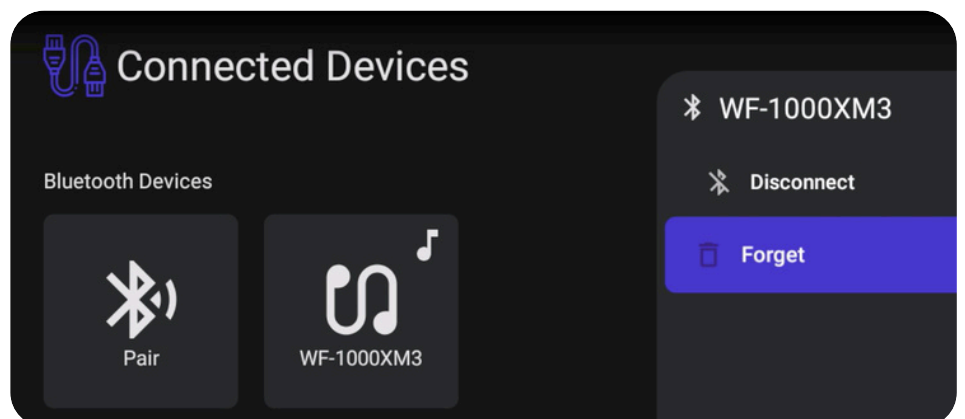 Connected Devices
Bluetooth Devices
Pair
WF-1000XM3
WF-1000XM3
Disconnect
Forget